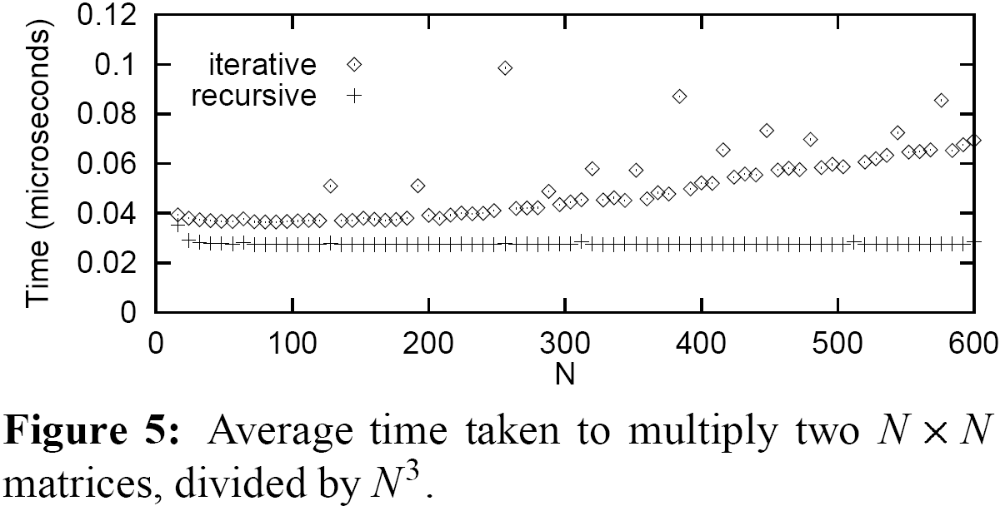 0.12
0.1
0.08
0.06
0.04
0.02
0
Time (microseconds)
iterative
recursive
0 100 200 300 400 500 600
N
Figure 5: Average time taken to multiply two N × N
matrices, divided by N³.